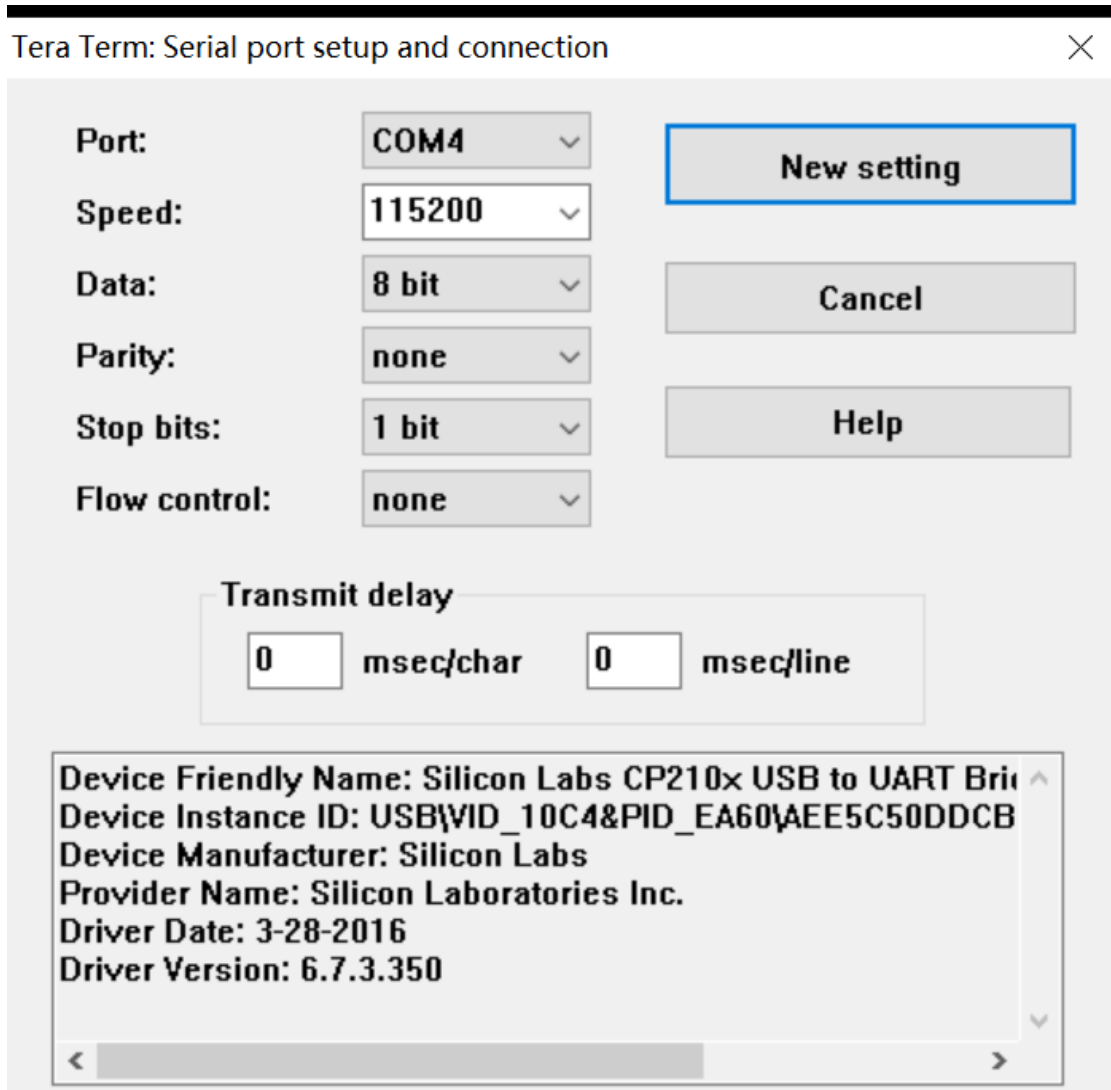 Tera Term: Serial port setup and connection
Port: COM4
New setting
Speed: 115200
Data: 8 bit
Cancel
Parity: none
Stop bits: 1 bit
Help
Flow control: none
Transmit delay
0 msec/char 0 msec/line
Device Friendly Name: Silicon Labs CP210x USB to UART
Device Instance ID: USB\VID_10C4&PID_EA60\AEE5C50DDCB
Device Manufacturer: Silicon Labs
Provider Name: Silicon Laboratories Inc.
Driver Date: 3-28-2016
Driver Version: 6.7.3.350